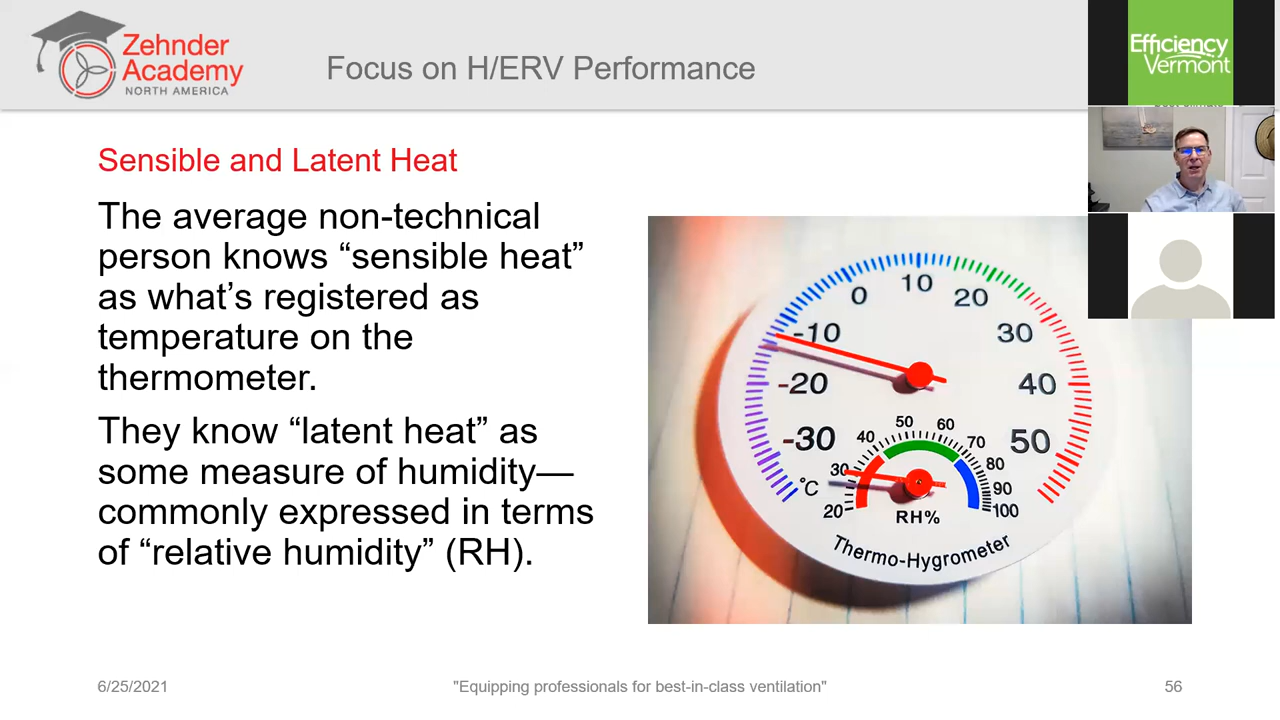 Zehnder
Academy
NORTH AMERICA
Focus on H/ERV Performance
Efficiency
Vermont
Sensible and Latent Heat
The average non-technical
person knows “sensible heat”
as what’s registered as
temperature on the
thermometer.
They know “latent heat” as
some measure of humidity—
commonly expressed in terms
of “relative humidity” (RH).
-30
-20
-10
0
10
20
30
40
50
°C
20
30
40
50
60
70
80
90
100
RH%
Thermo-Hygrometer
6/25/2021
"Equipping professionals for best-in-class ventilation"
56